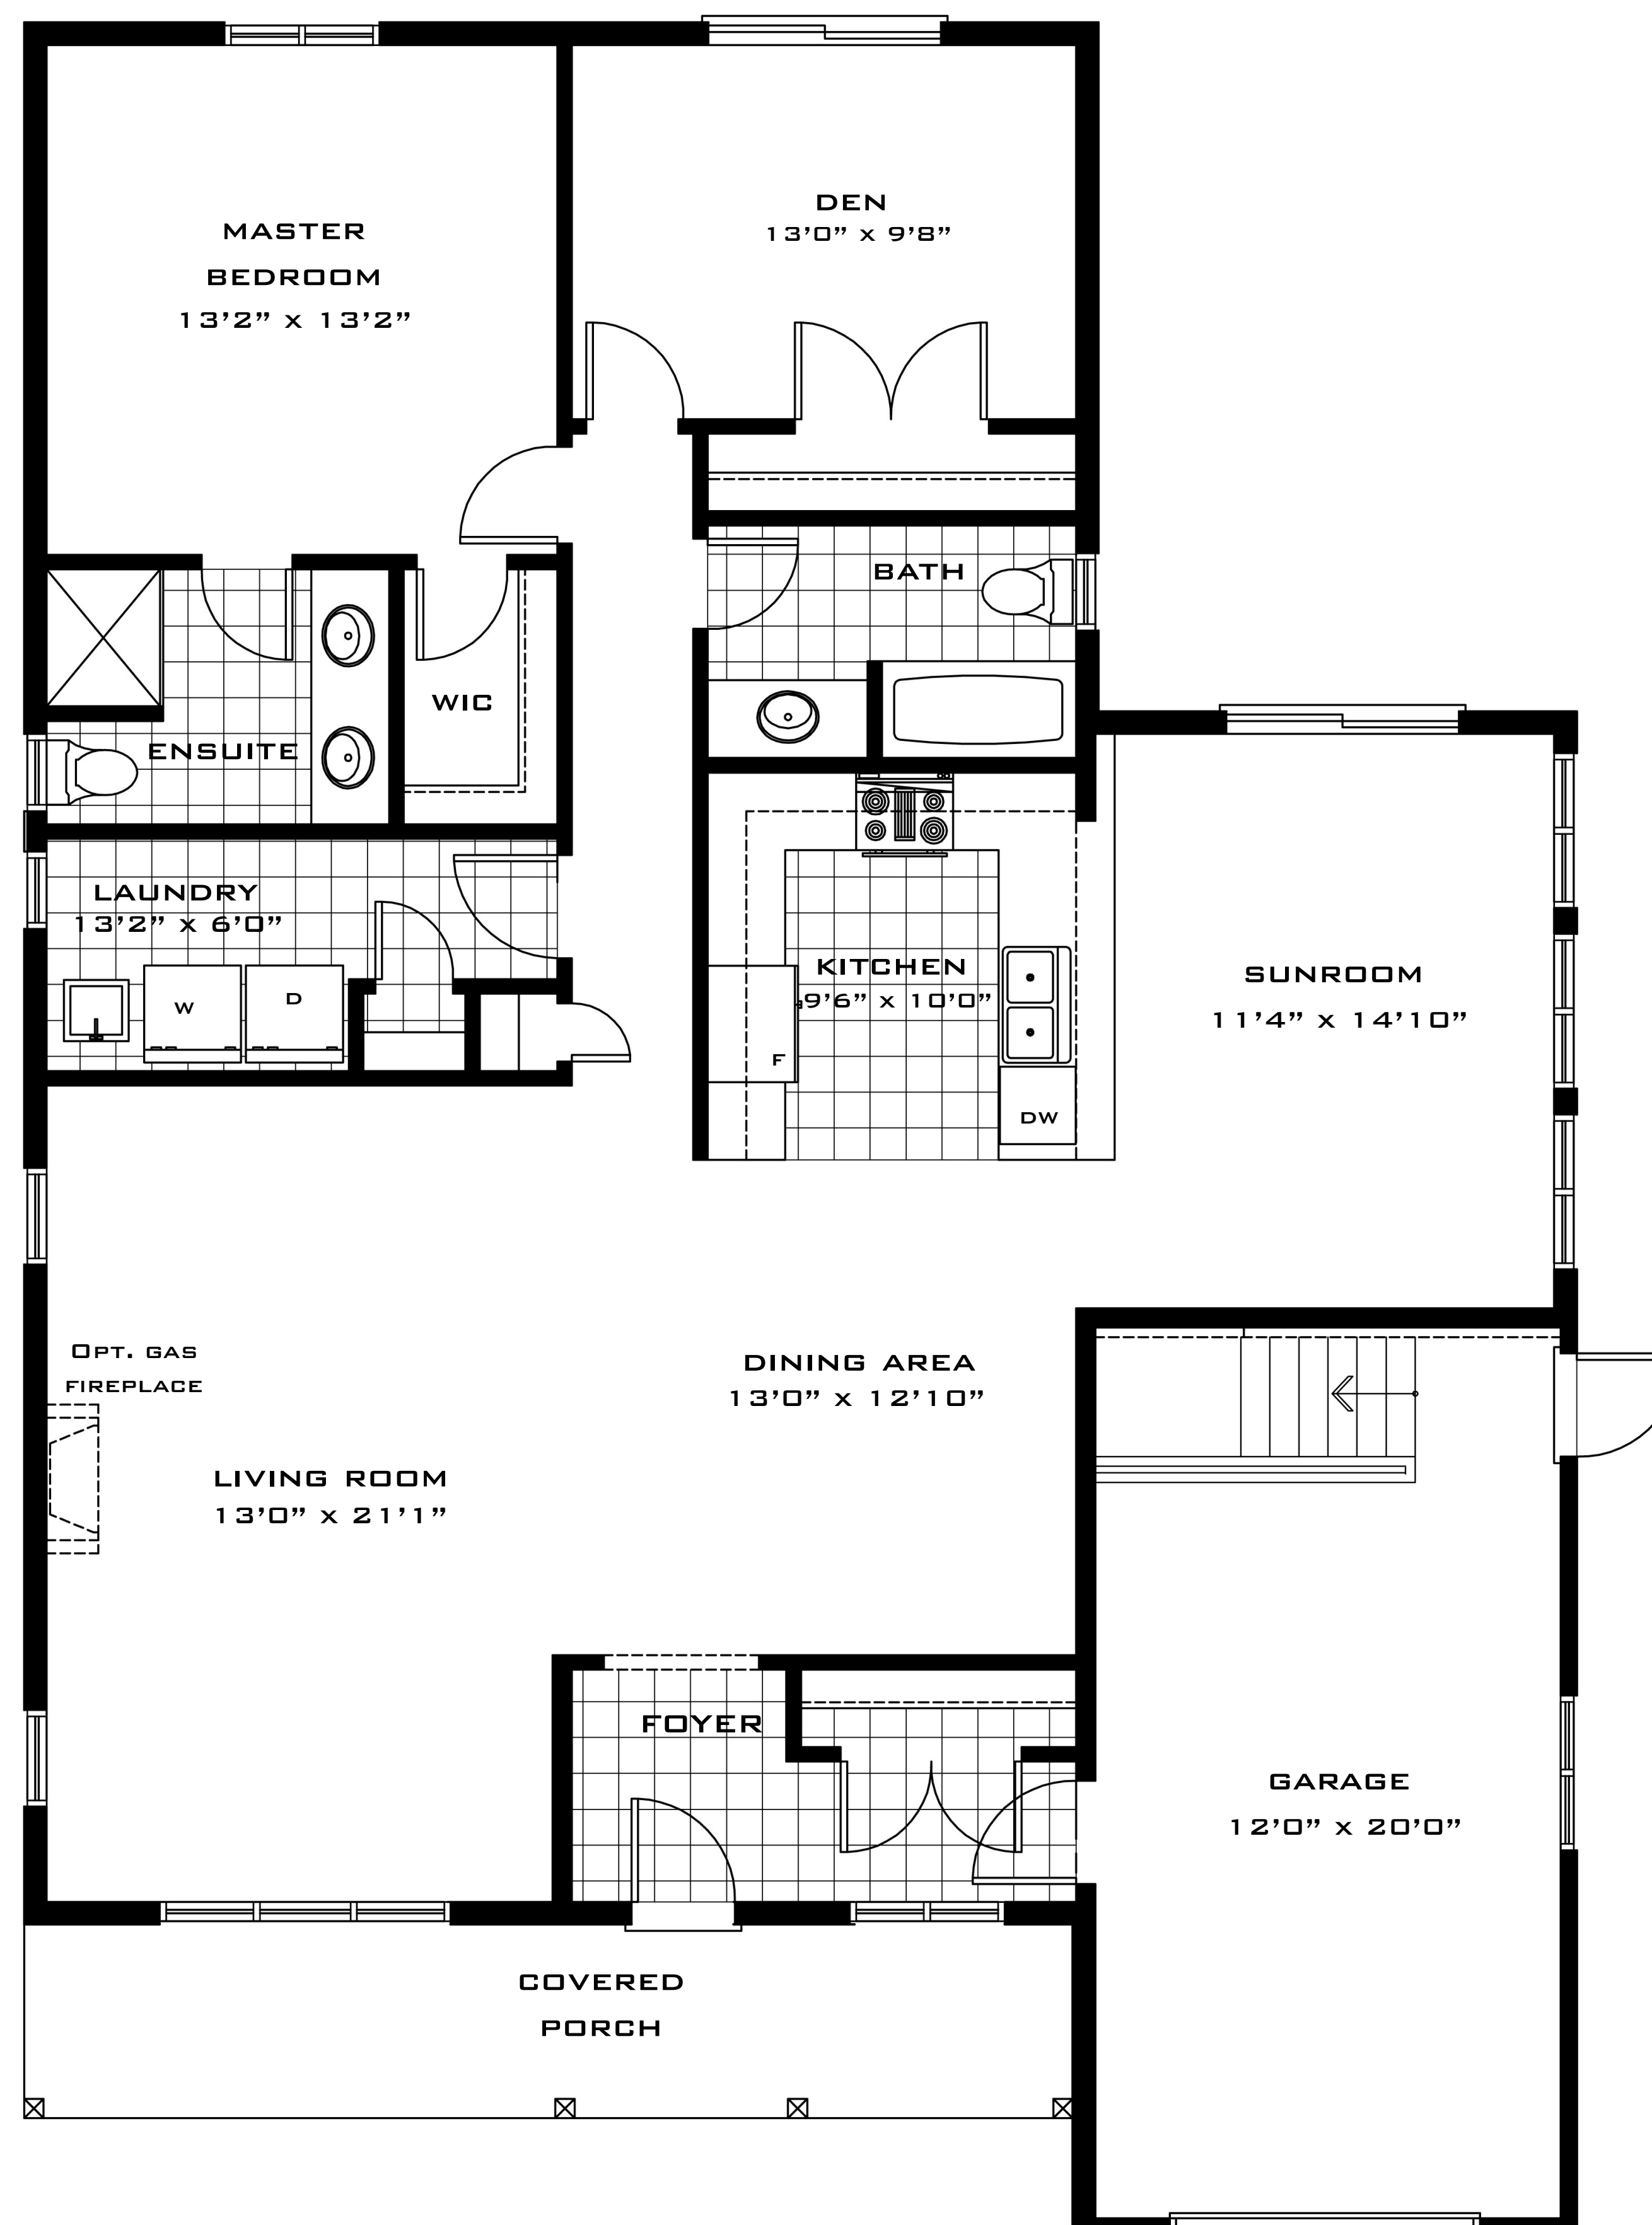 MASTER
BEDROOM
13’2” x 13’2”
DEN
13’0” x 9’8”
BATH
WIC
ENSUITE
LAUNDRY
13’2” x 6’0”
W
D
KITCHEN
9’6” x 10’0”
F
DW
SUNROOM
11’4” x 14’10”
OPT. GAS
FIREPLACE
DINING AREA
13’0” x 12’10”
LIVING ROOM
13’0” x 21’1”
FOYER
GARAGE
12’0” x 20’0”
COVERED
PORCH